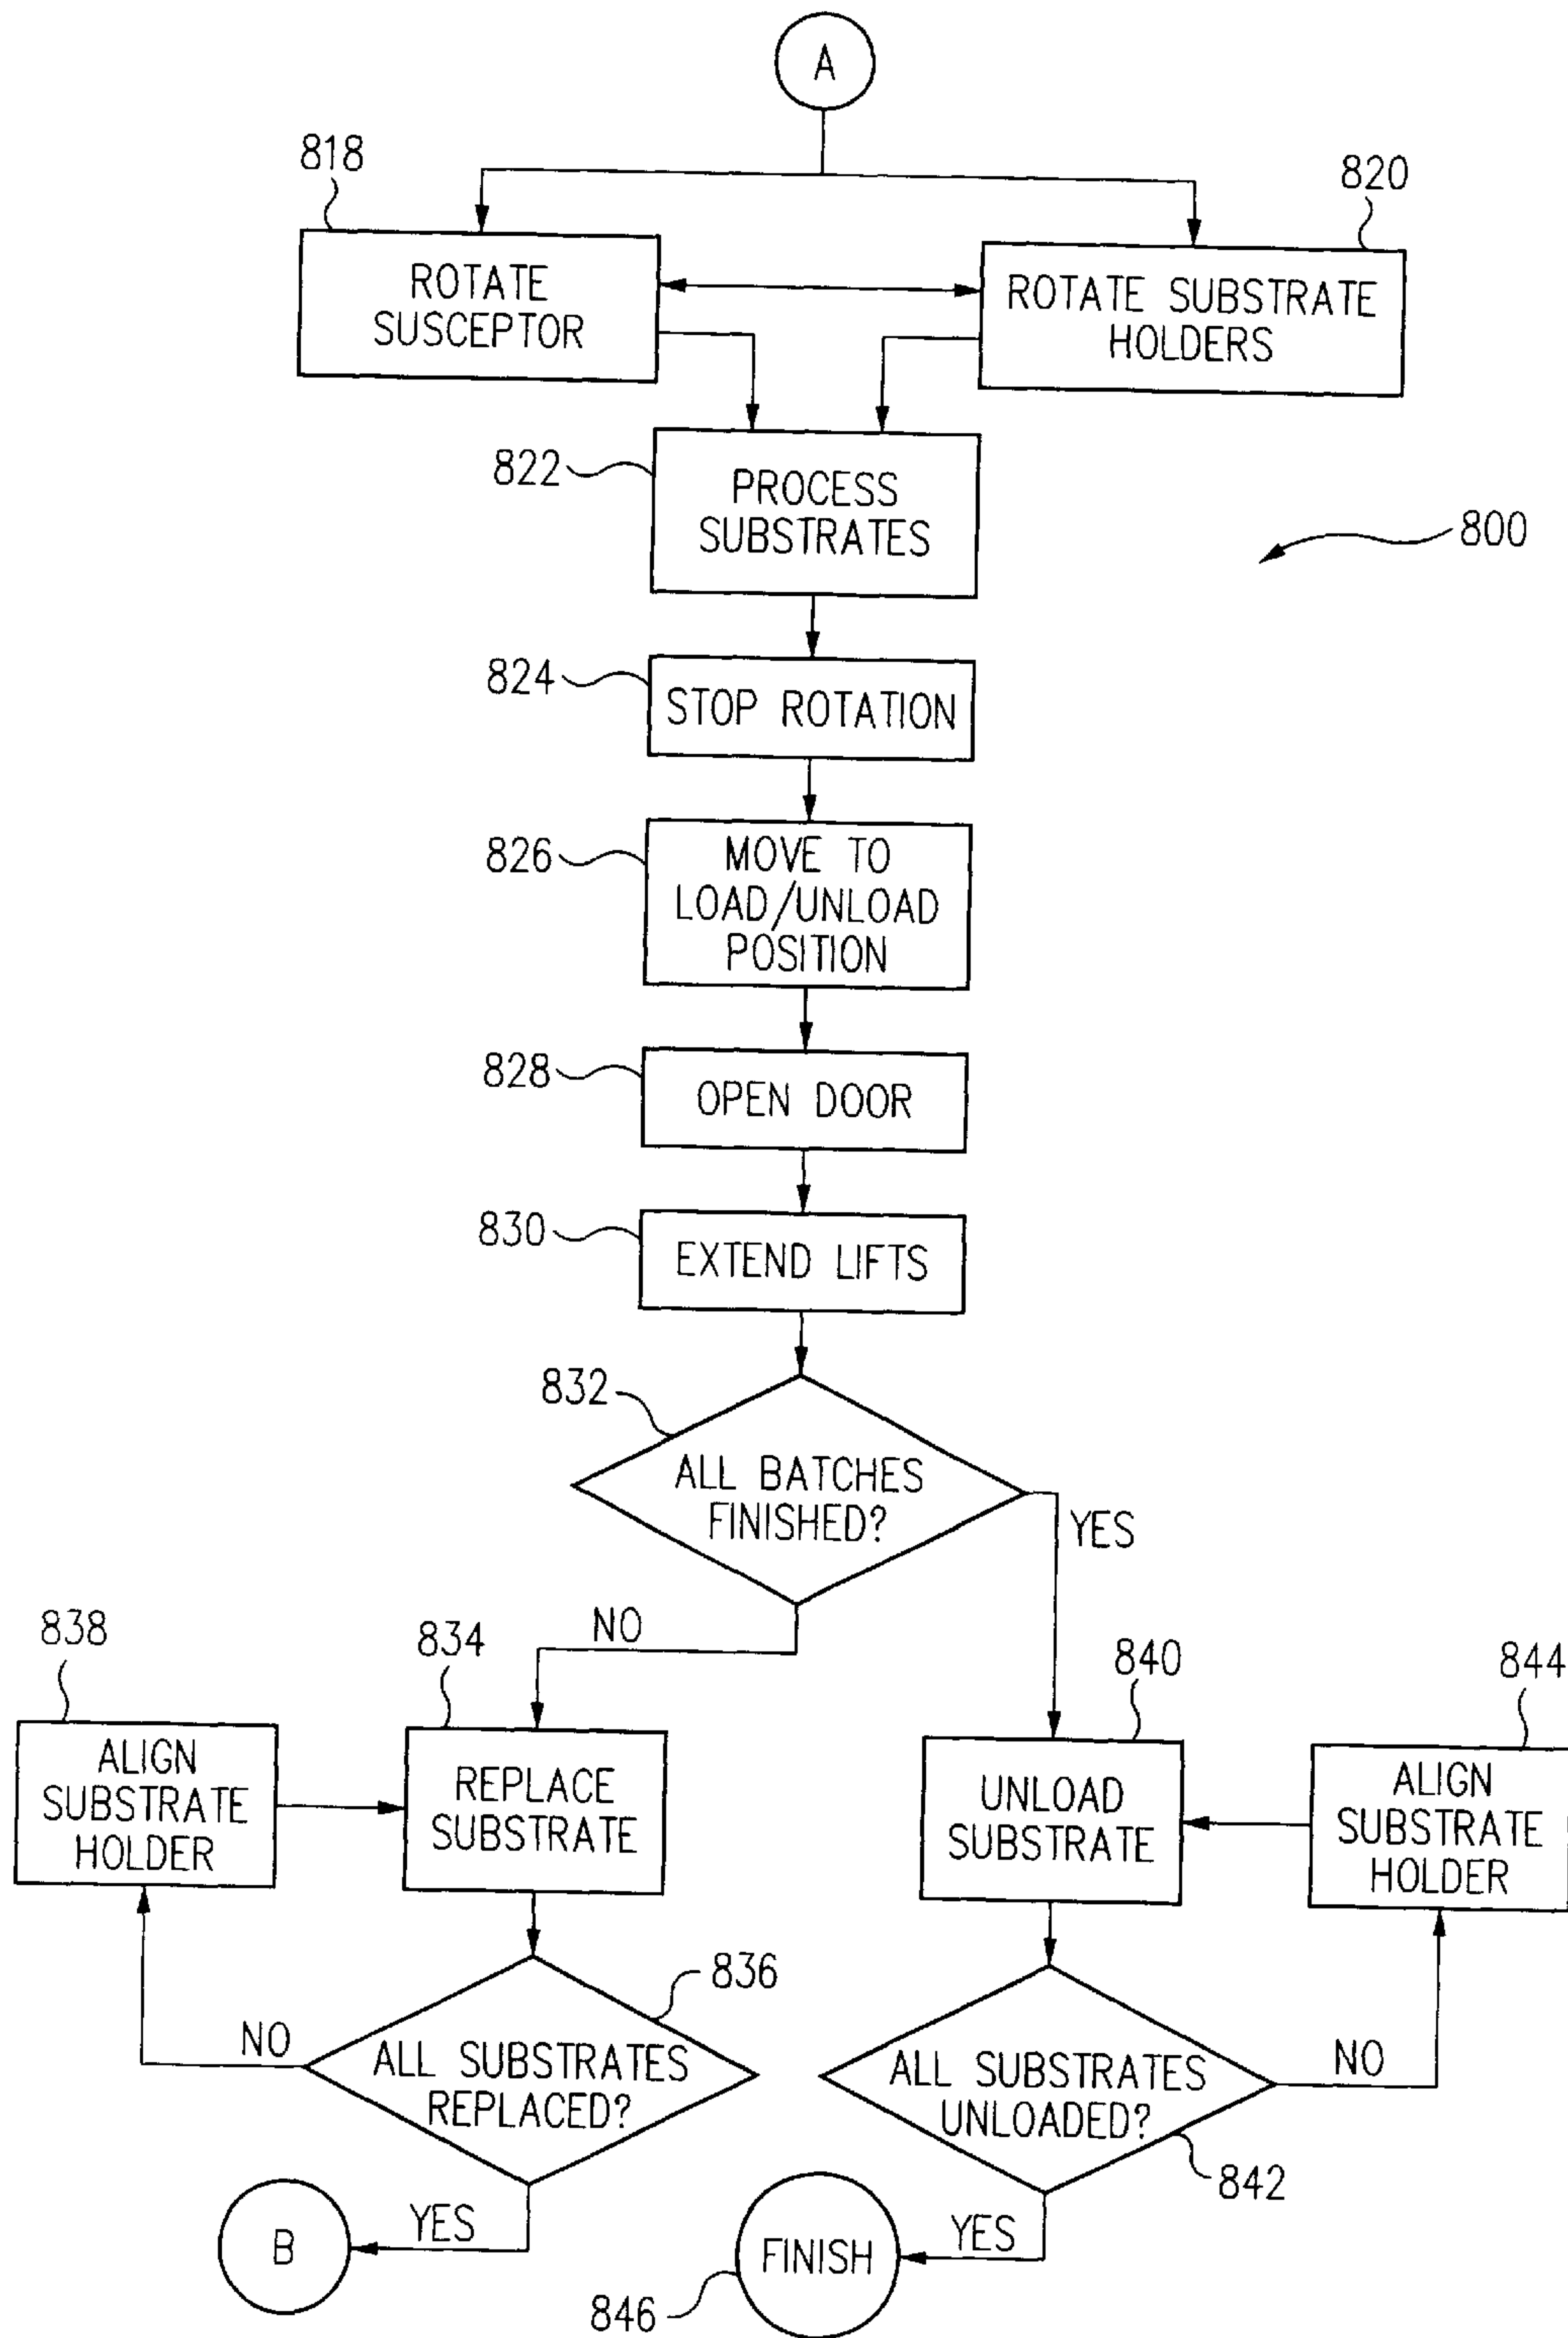 A
818
820
ROTATE
SUSCEPTOR
ROTATE SUBSTRATE
HOLDERS
822
PROCESS
SUBSTRATES
800
824
STOP ROTATION
826
MOVE TO
LOAD/UNLOAD
POSITION
828
OPEN DOOR
830
EXTEND LIFTS
832
ALL BATCHES
FINISHED?
YES
NO
838
834
840
844
ALIGN
SUBSTRATE
HOLDER
REPLACE
SUBSTRATE
UNLOAD
SUBSTRATE
ALIGN
SUBSTRATE
HOLDER
836
NO
ALL SUBSTRATES
REPLACED?
ALL SUBSTRATES
UNLOADED?
NO
842
B
YES
FINISH
YES
846